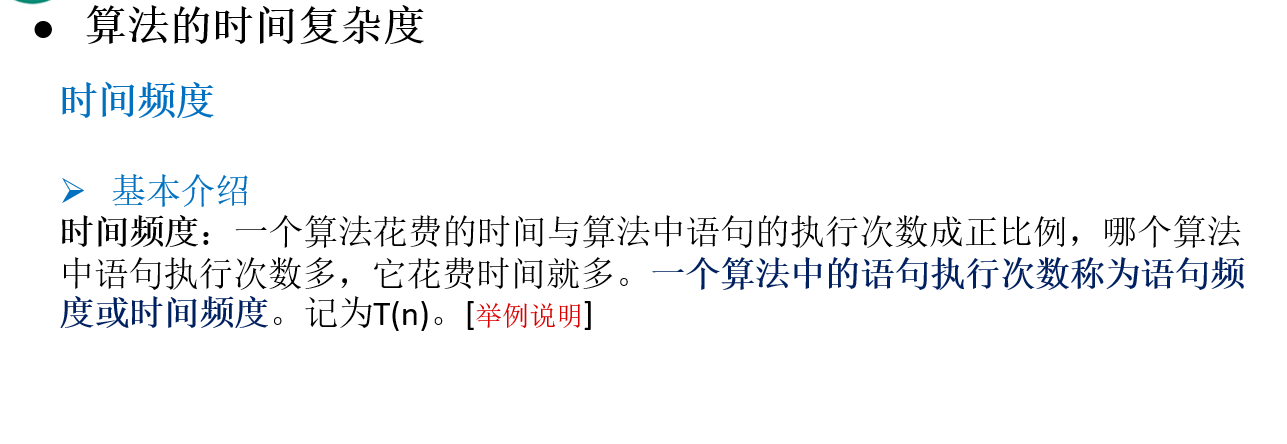 ● 算法的时间复杂度
时间频度
➢ 基本介绍
时间频度：一个算法花费的时间与算法中语句的执行次数成正比例，哪个算法
中语句执行次数多，它花费时间就多。一个算法中的语句执行次数称为语句频
度或时间频度。记为T(n)。[举例说明]